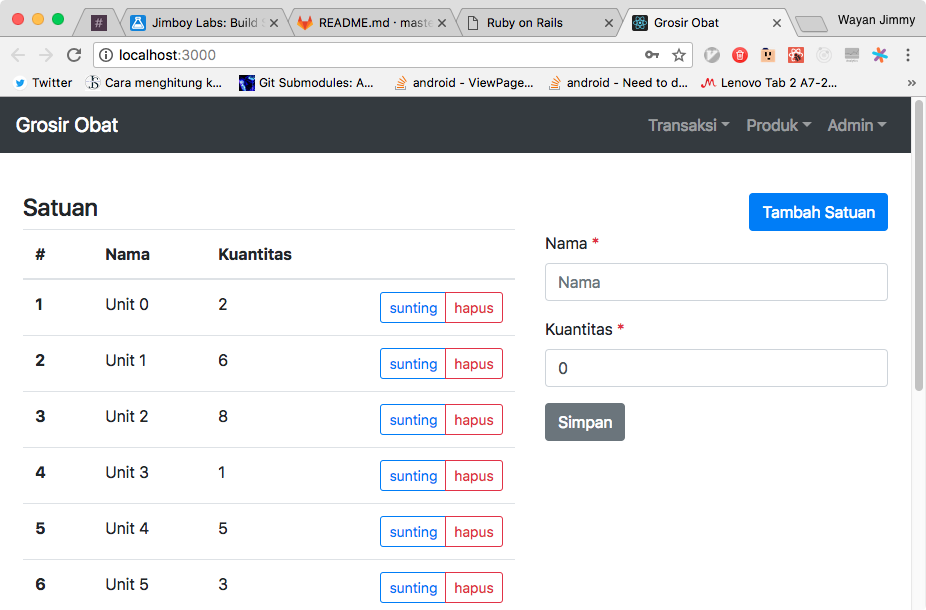 # Jimboy Labs: Build S README.md · maste Ruby on Rails Grosir Obat Wayan Jimmy
localhost:3000
Twitter Cara menghitung k... Git Submodules: A... android - ViewPage... android - Need to d... Lenovo Tab 2 A7-2... »
Grosir Obat Transaksi Produk Admin
Satuan Tambah Satuan
# Nama Kuantitas
1 Unit 0 2 sunting hapus
2 Unit 1 6 sunting hapus
3 Unit 2 8 sunting hapus
4 Unit 3 1 sunting hapus
5 Unit 4 5 sunting hapus
6 Unit 5 3 sunting hapus
Nama *
Nama
Kuantitas *
0
Simpan